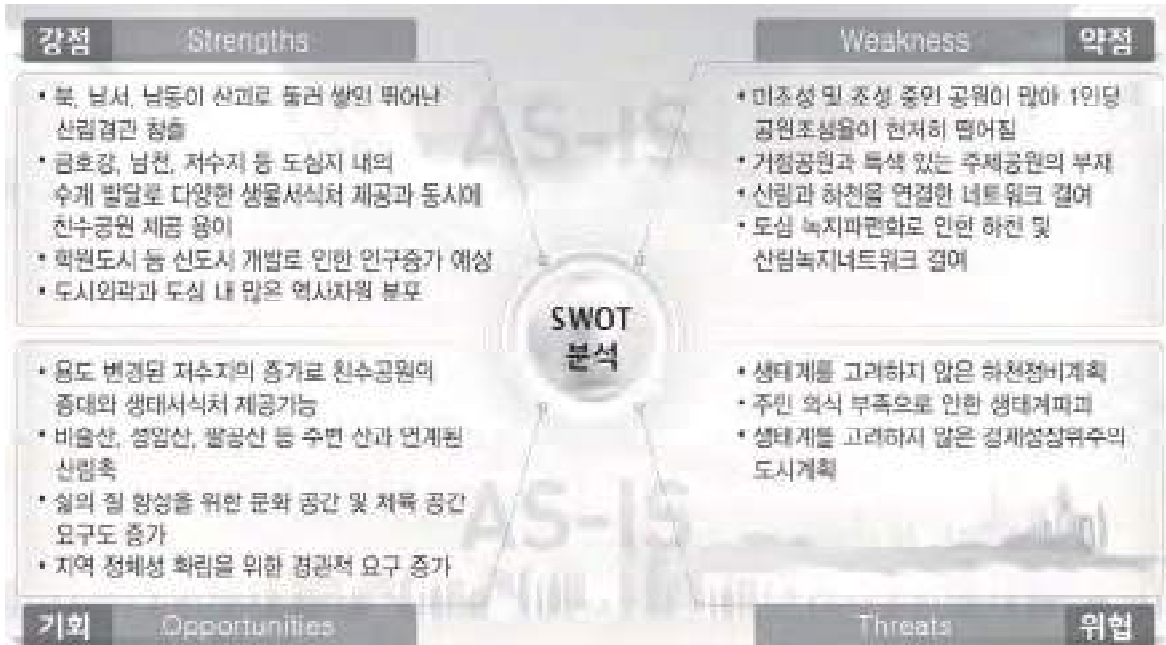 강점 Strengths
• 북, 남서, 남동이 산괴로 둘러 쌓인 뛰어난
산림경관 창출
• 금호강, 남천, 저수지 등 도심지 내의
수계 발달로 다양한 생물서식처 제공과 동시에
친수공원 제공 용이
• 학원도시 등 신도시 개발로 인한 인구증가 예상
• 도시외곽과 도심 내 많은 역사자원 분포
Weakness 약점
• 미조성 및 조성 중인 공원이 많아 1인당
공원조성율이 현저히 떨어짐
• 거점공원과 특색 있는 주제공원의 부재
• 산림과 하천을 연결한 네트워크 결여
• 도심 녹지파편화로 인한 하천 및
산림녹지네트워크 결여
AS-IS
SWOT
분석
• 용도 변경된 저수지의 증가로 친수공원의
증대와 생태서식처 제공가능
• 비슬산, 성암산, 팔공산 등 주변 산과 연계된
산림축
• 삶의 질 향상을 위한 문화 공간 및 체육 공간
요구도 증가
• 지역 정체성 확립을 위한 경관적 요구 증가
기회 Opportunities
• 생태계를 고려하지 않은 하천정비계획
• 주민 의식 부족으로 인한 생태계파괴
• 생태계를 고려하지 않은 경제성장위주의
도시계획
AS-IS
Threats 위협